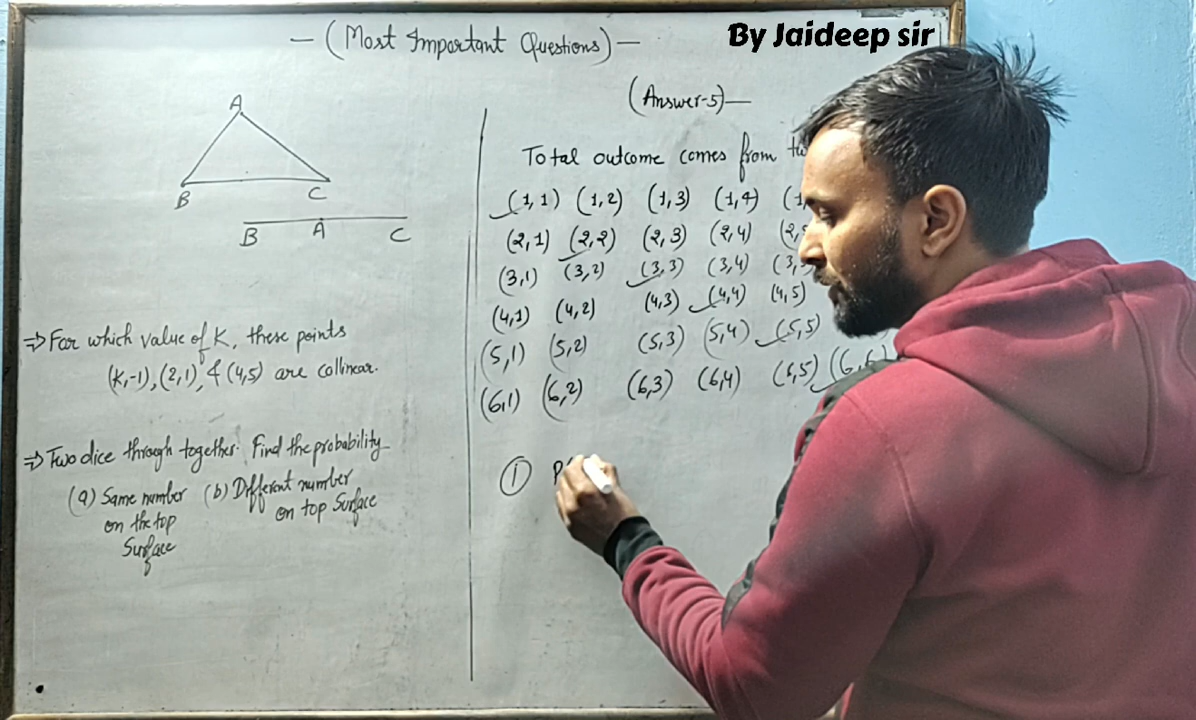 —(Most Important Questions)—
By Jaideep sir
A
B
C
B
A
C
⇒ For which value of K, these points
(K,-1), (2,1), & (4,5) are collinear.
⇒ Two dice through together. Find the probability
(a) Same number
on the top
Surface
(b) Different number
on top Surface
(Answer-5)—
Total outcome comes from
(1,1) (1,2) (1,3) (1,4)
(2,1) (2,2) (2,3) (2,4) (2,
(3,1) (3,2) (3,3) (3,4) (3,
(4,1) (4,2) (4,3) (4,4) (4,5)
(5,1) (5,2) (5,3) (5,4) (5,5)
(6,1) (6,2) (6,3) (6,4) (6,5) (6,6)
① P(